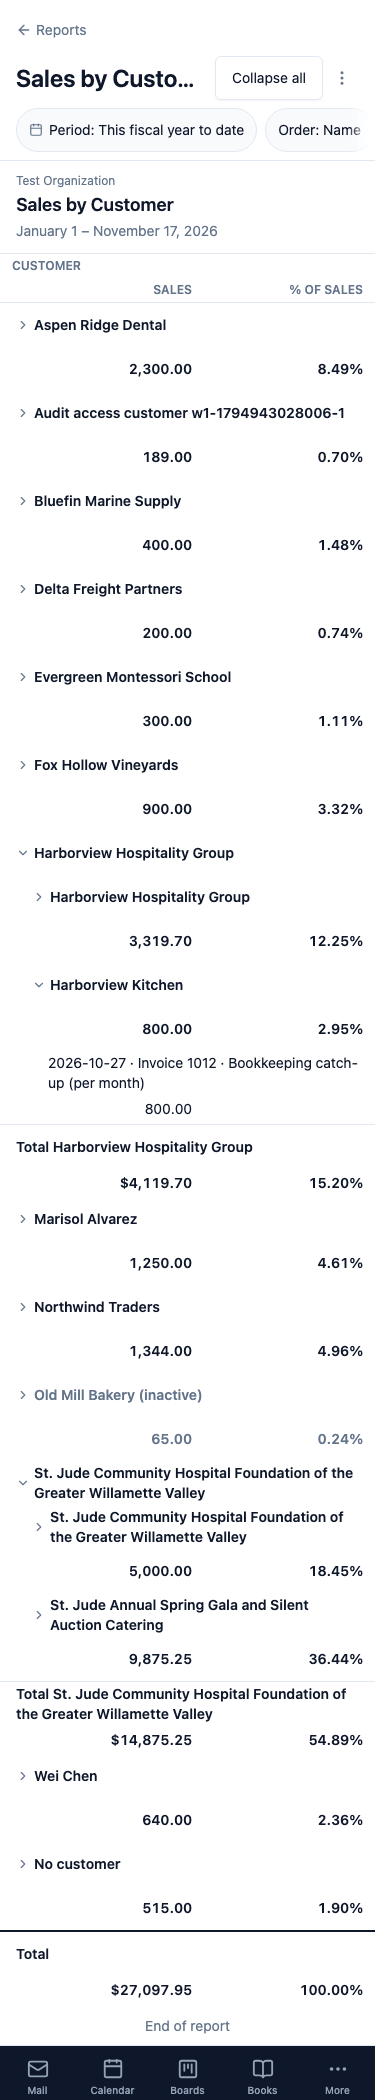 Reports
Sales by Custo...
Collapse all
Period: This fiscal year to date
Order: Name
Test Organization
Sales by Customer
January 1 – November 17, 2026
CUSTOMER
SALES % OF SALES
Aspen Ridge Dental
2,300.00 8.49%
Audit access customer w1-1794943028006-1
189.00 0.70%
Bluefin Marine Supply
400.00 1.48%
Delta Freight Partners
200.00 0.74%
Evergreen Montessori School
300.00 1.11%
Fox Hollow Vineyards
900.00 3.32%
Harborview Hospitality Group
Harborview Hospitality Group
3,319.70 12.25%
Harborview Kitchen
800.00 2.95%
2026-10-27 · Invoice 1012 · Bookkeeping catch-
up (per month)
800.00
Total Harborview Hospitality Group
$4,119.70 15.20%
Marisol Alvarez
1,250.00 4.61%
Northwind Traders
1,344.00 4.96%
Old Mill Bakery (inactive)
65.00 0.24%
St. Jude Community Hospital Foundation of the
Greater Willamette Valley
St. Jude Community Hospital Foundation of
the Greater Willamette Valley
5,000.00 18.45%
St. Jude Annual Spring Gala and Silent
Auction Catering
9,875.25 36.44%
Total St. Jude Community Hospital Foundation of
the Greater Willamette Valley
$14,875.25 54.89%
Wei Chen
640.00 2.36%
No customer
515.00 1.90%
Total
$27,097.95 100.00%
End of report
Mail Calendar Boards Books More